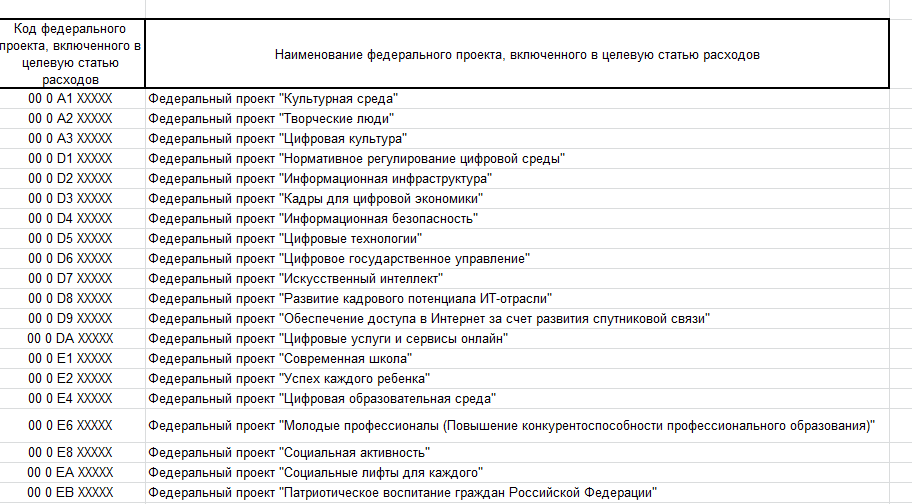 Код федерального
проекта, включенного в
целевую статью
расходов
Наименование федерального проекта, включенного в целевую статью расходов
00 0 A1 XXXXX Федеральный проект "Культурная среда"
00 0 A2 XXXXX Федеральный проект "Творческие люди"
00 0 A3 XXXXX Федеральный проект "Цифровая культура"
00 0 D1 XXXXX Федеральный проект "Нормативное регулирование цифровой среды"
00 0 D2 XXXXX Федеральный проект "Информационная инфраструктура"
00 0 D3 XXXXX Федеральный проект "Кадры для цифровой экономики"
00 0 D4 XXXXX Федеральный проект "Информационная безопасность"
00 0 D5 XXXXX Федеральный проект "Цифровые технологии"
00 0 D6 XXXXX Федеральный проект "Цифровое государственное управление"
00 0 D7 XXXXX Федеральный проект "Искусственный интеллект"
00 0 D8 XXXXX Федеральный проект "Развитие кадрового потенциала ИТ-отрасли"
00 0 D9 XXXXX Федеральный проект "Обеспечение доступа в Интернет за счет развития спутниковой связи"
00 0 DA XXXXX Федеральный проект "Цифровые услуги и сервисы онлайн"
00 0 E1 XXXXX Федеральный проект "Современная школа"
00 0 E2 XXXXX Федеральный проект "Успех каждого ребенка"
00 0 E4 XXXXX Федеральный проект "Цифровая образовательная среда"
00 0 E6 XXXXX Федеральный проект "Молодые профессионалы (Повышение конкурентоспособности профессионального образования)"
00 0 E8 XXXXX Федеральный проект "Социальная активность"
00 0 EA XXXXX Федеральный проект "Социальные лифты для каждого"
00 0 EB XXXXX Федеральный проект "Патриотическое воспитание граждан Российской Федерации"